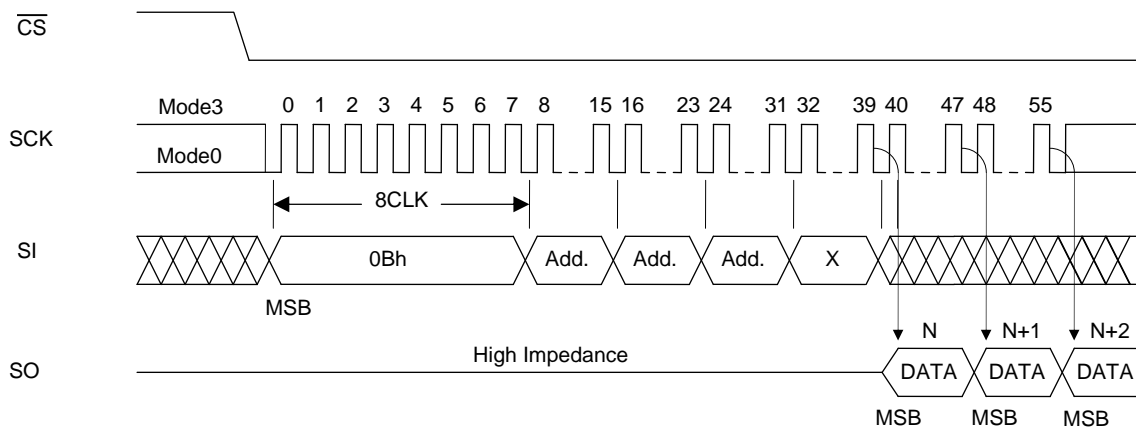 CS
Mode3
0 1 2 3 4 5 6 7 8 15 16 23 24 31 32 39 40 47 48 55
SCK
Mode0
8CLK
SI
0Bh Add. Add. Add. X
MSB
N N+1 N+2
High Impedance
SO
DATA DATA DATA
MSB MSB MSB